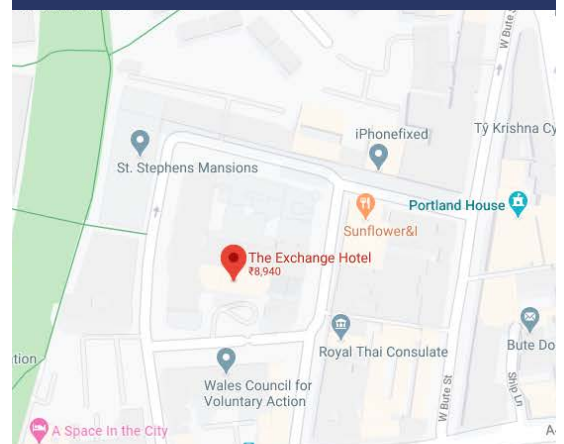 W Bute
iPhonefixed
Tŷ Krishna Cy
St. Stephens Mansions
Portland House
Sunflower&I
The Exchange Hotel
₹8,940
Royal Thai Consulate
Bute Do
tion
Wales Council for
Voluntary Action
W Bute St
Ship Ln
A Space In the City
A